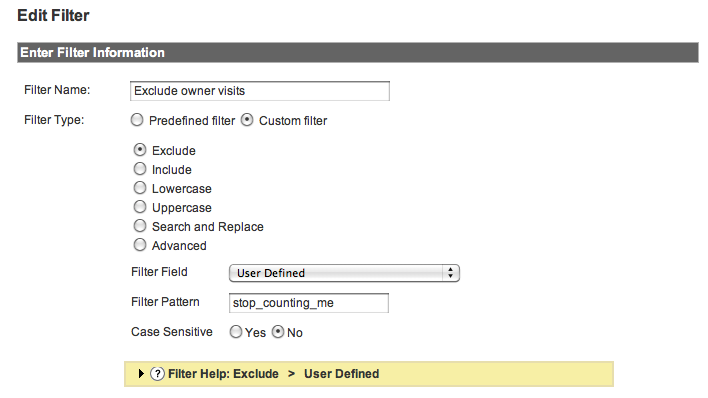 Edit Filter
Enter Filter Information
Filter Name: Exclude owner visits
Filter Type: Predefined filter Custom filter
Exclude
Include
Lowercase
Uppercase
Search and Replace
Advanced
Filter Field User Defined
Filter Pattern stop_counting_me
Case Sensitive Yes No
? Filter Help: Exclude > User Defined